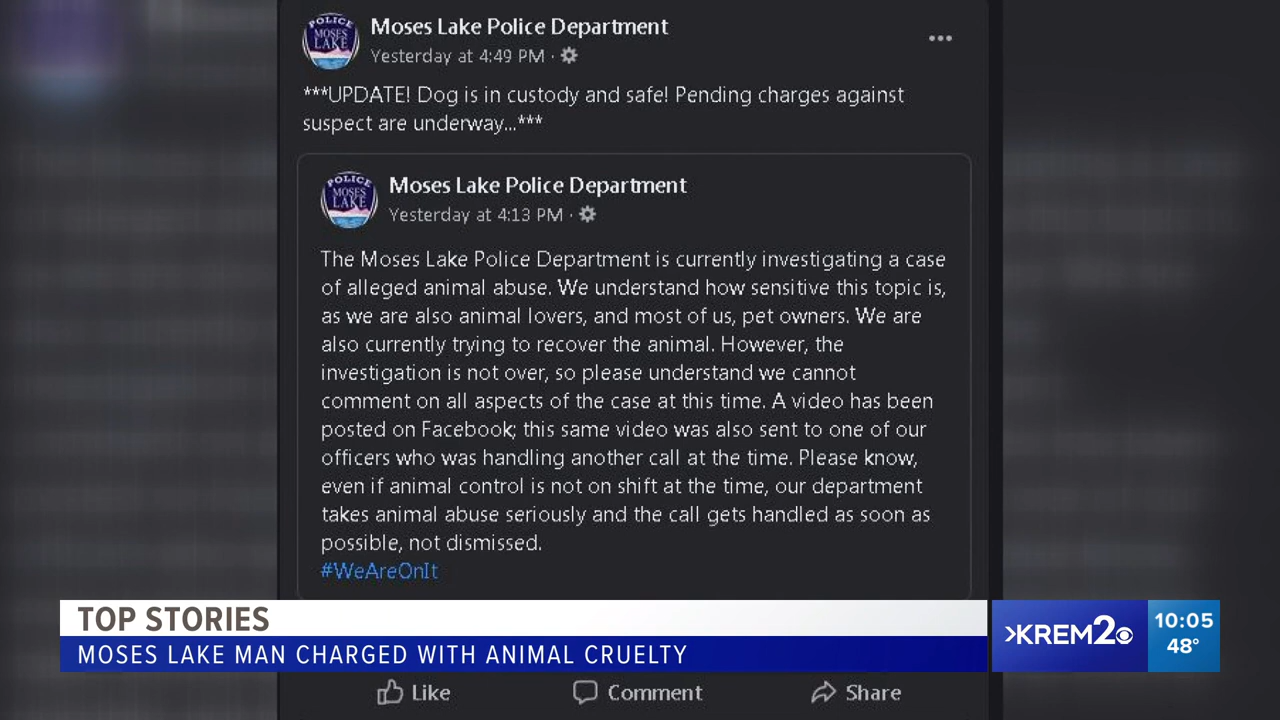 POLICE
MOSES
LAKE
Moses Lake Police Department
Yesterday at 4:49 PM ·
***UPDATE! Dog is in custody and safe! Pending charges against
suspect are underway...***
POLICE
MOSES
LAKE
Moses Lake Police Department
Yesterday at 4:13 PM ·
The Moses Lake Police Department is currently investigating a case
of alleged animal abuse. We understand how sensitive this topic is,
as we are also animal lovers, and most of us, pet owners. We are
also currently trying to recover the animal. However, the
investigation is not over, so please understand we cannot
comment on all aspects of the case at this time. A video has been
posted on Facebook; this same video was also sent to one of our
officers who was handling another call at the time. Please know,
even if animal control is not on shift at the time, our department
takes animal abuse seriously and the call gets handled as soon as
possible, not dismissed.
#WeAreOnIt
TOP STORIES
MOSES LAKE MAN CHARGED WITH ANIMAL CRUELTY
KREM2
10:05
48°
Like Comment Share